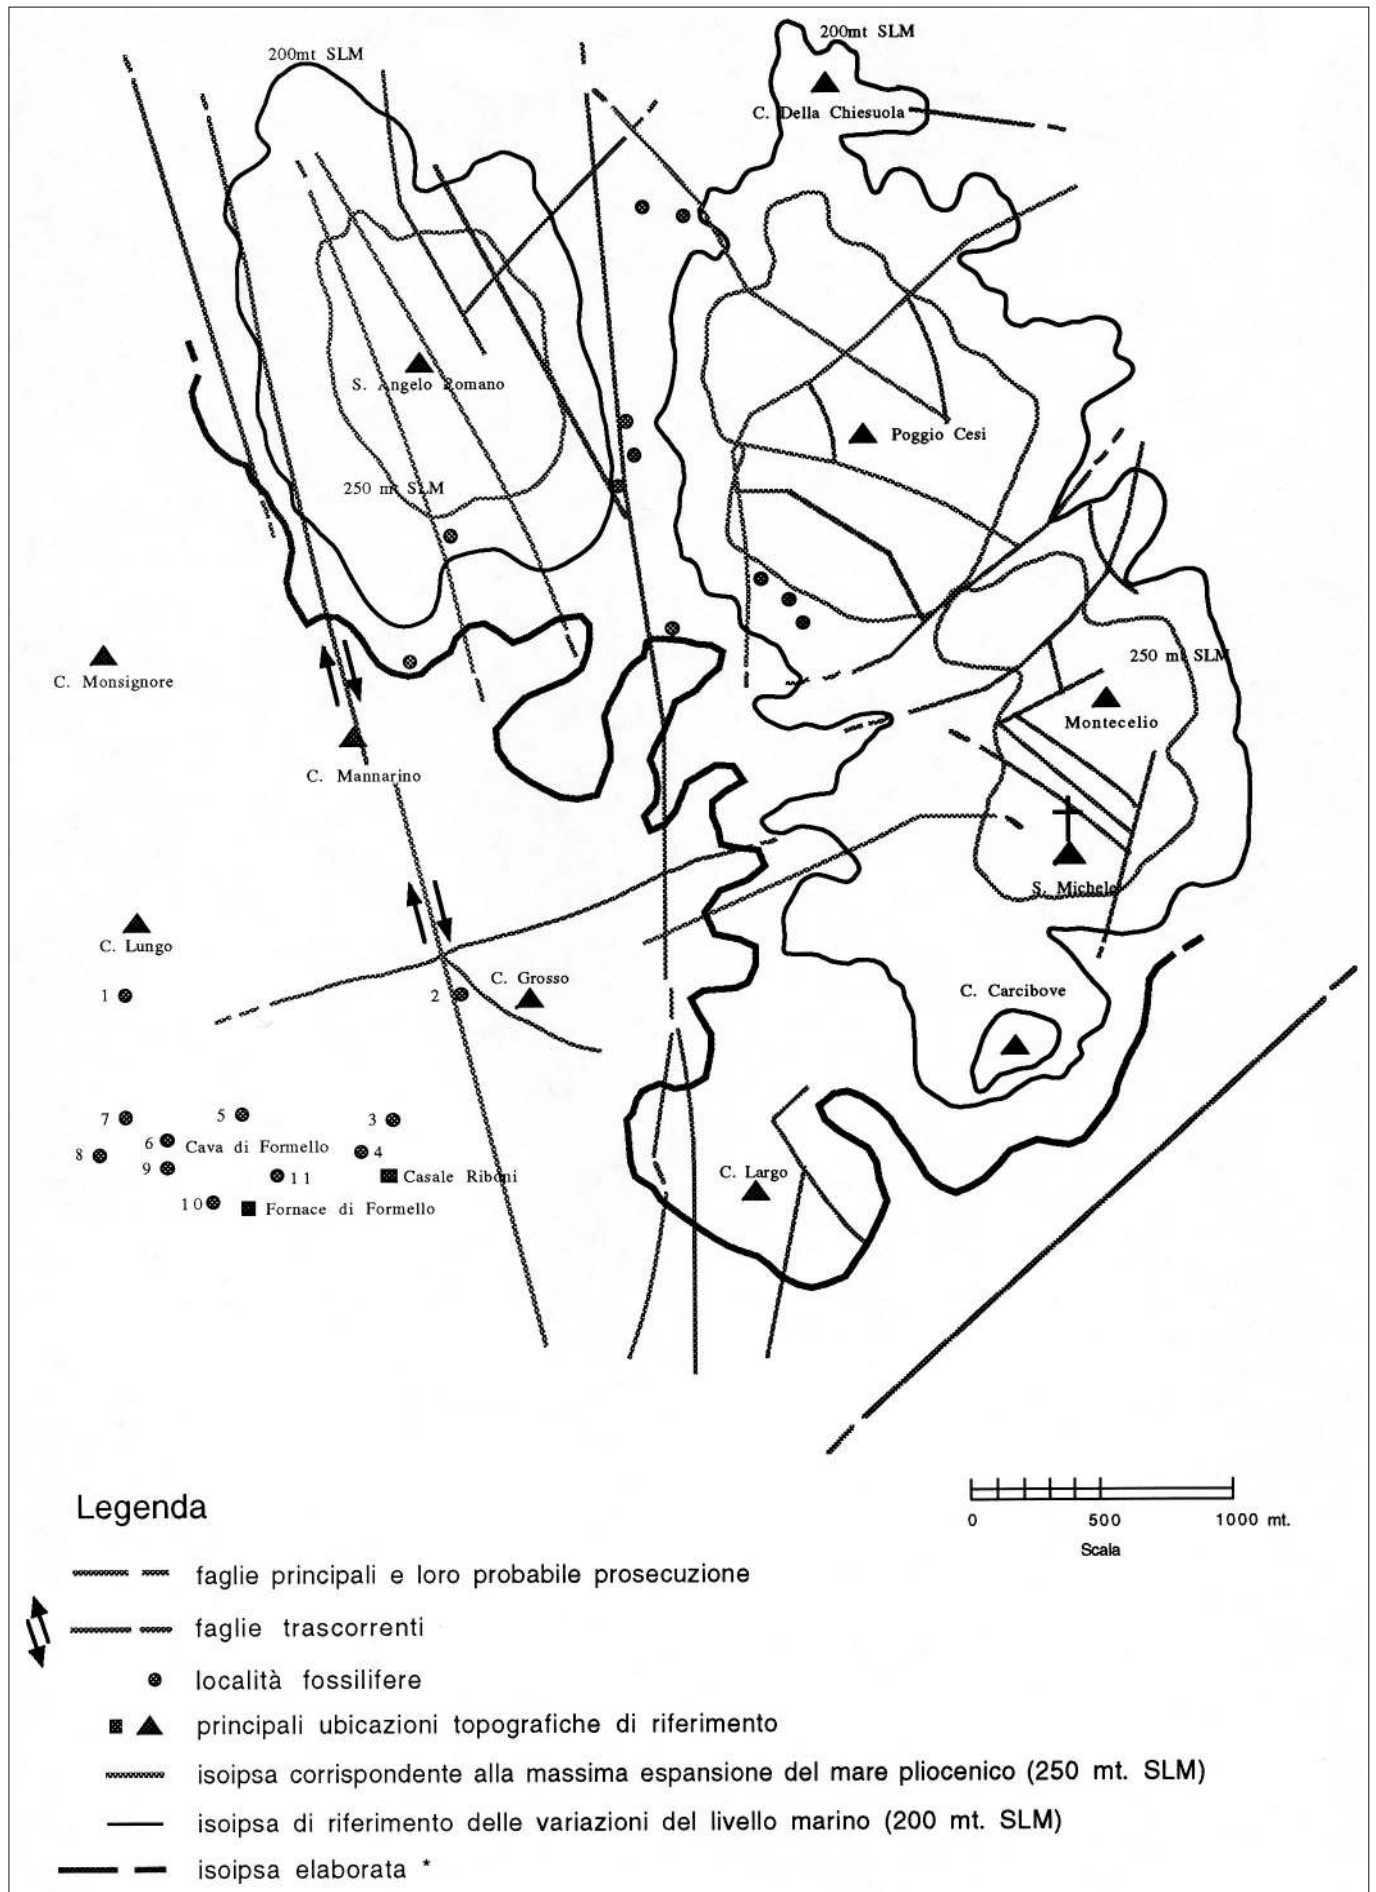 200mt SLM
200mt SLM
C. Della Chiesuola
S. Angelo Romano
Poggio Cesi
250 mt SLM
250 mt SLM
C. Monsignore
Montecelio
C. Mannarino
S. Michele
C. Lungo
C. Grosso
C. Carcibove
1
2
7
5
3
6
Cava di Formello
4
8
9
11
Casale Riboni
C. Largo
10
Fornace di Formello
Legenda
0 500 1000 mt.
Scala
faglie principali e loro probabile prosecuzione
faglie trascorrenti
località fossilifere
principali ubicazioni topografiche di riferimento
isoipsa corrispondente alla massima espansione del mare pliocenico (250 mt. SLM)
isoipsa di riferimento delle variazioni del livello marino (200 mt. SLM)
isoipsa elaborata *